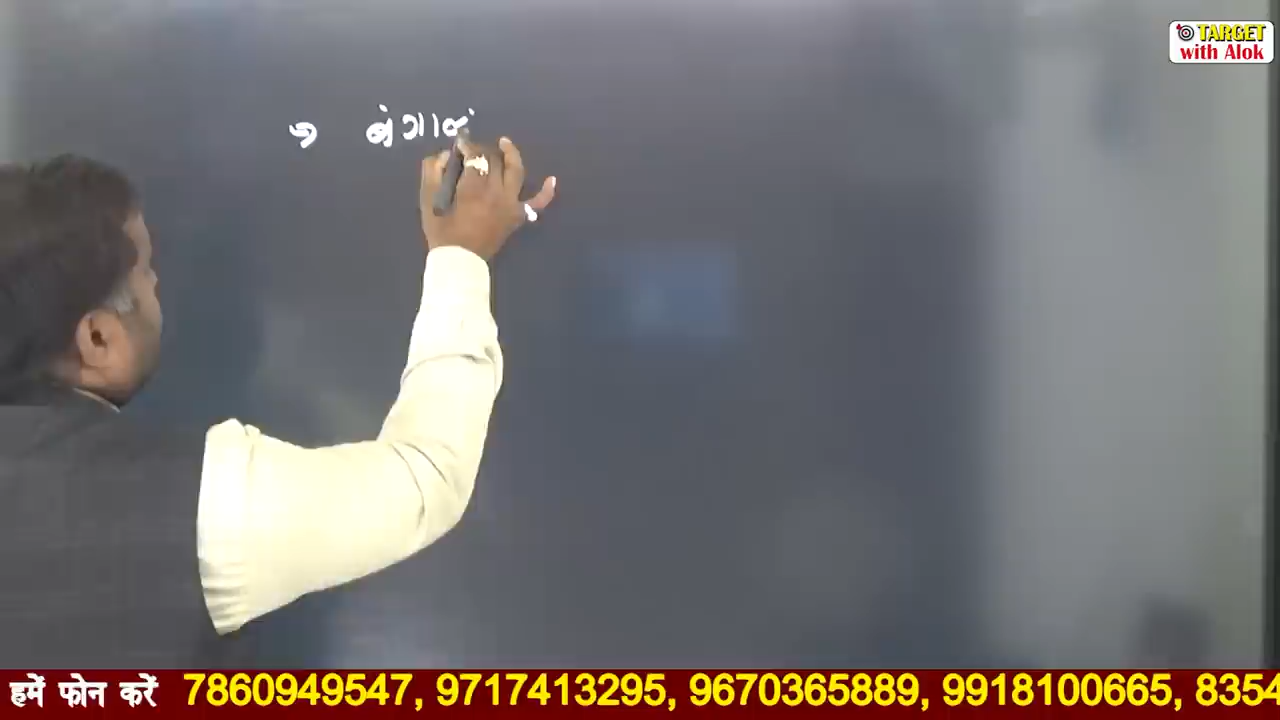 TARGET
with Alok
→ बंगाल
हमें फोन करें 7860949547, 9717413295, 9670365889, 9918100665, 8354